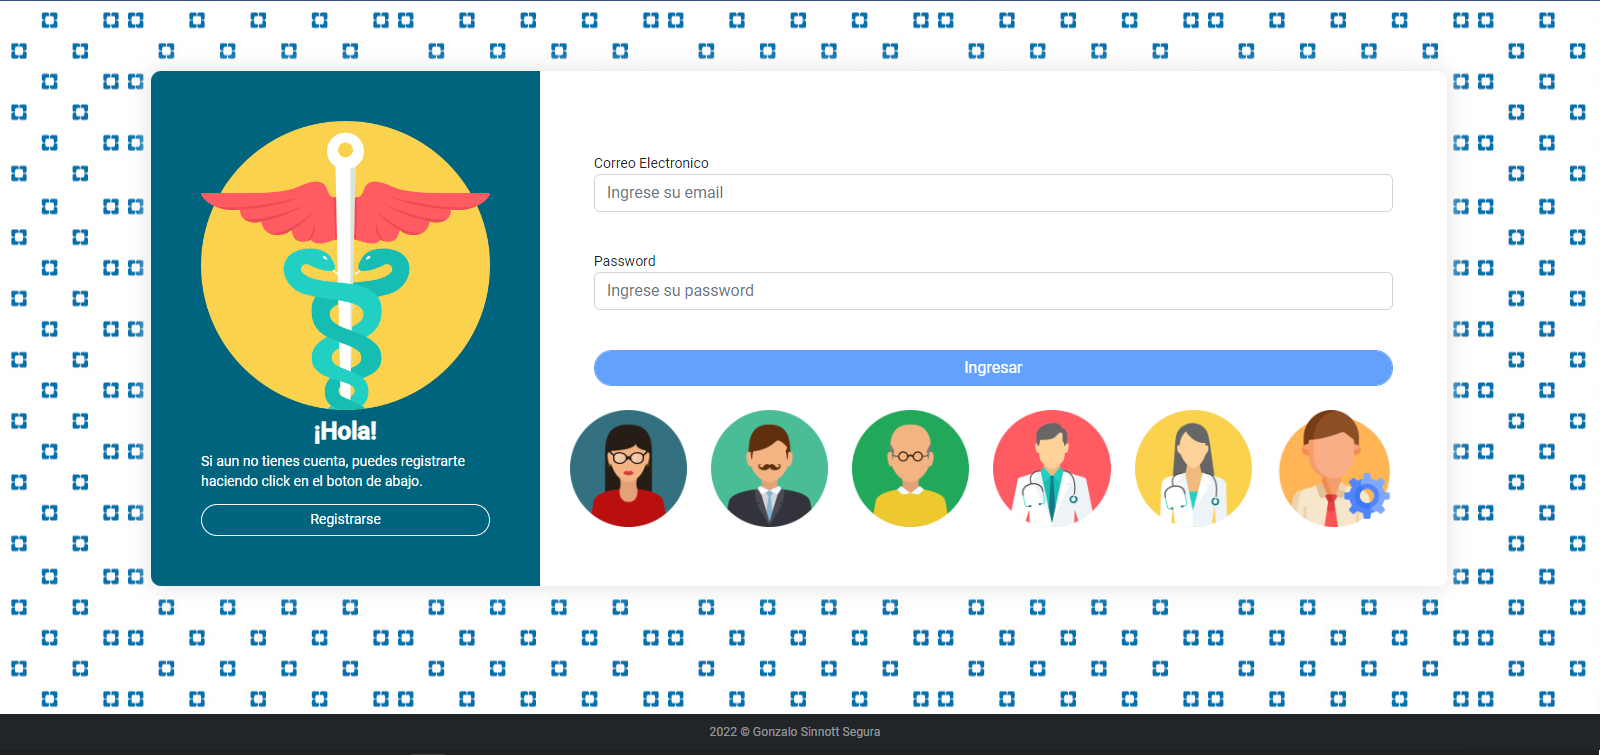 ¡Hola!
Si aun no tienes cuenta, puedes registrarte
haciendo click en el boton de abajo.
Registrarse
Correo Electronico
Ingrese su email
Password
Ingrese su password
Ingresar
2022 © Gonzalo Sinnott Segura